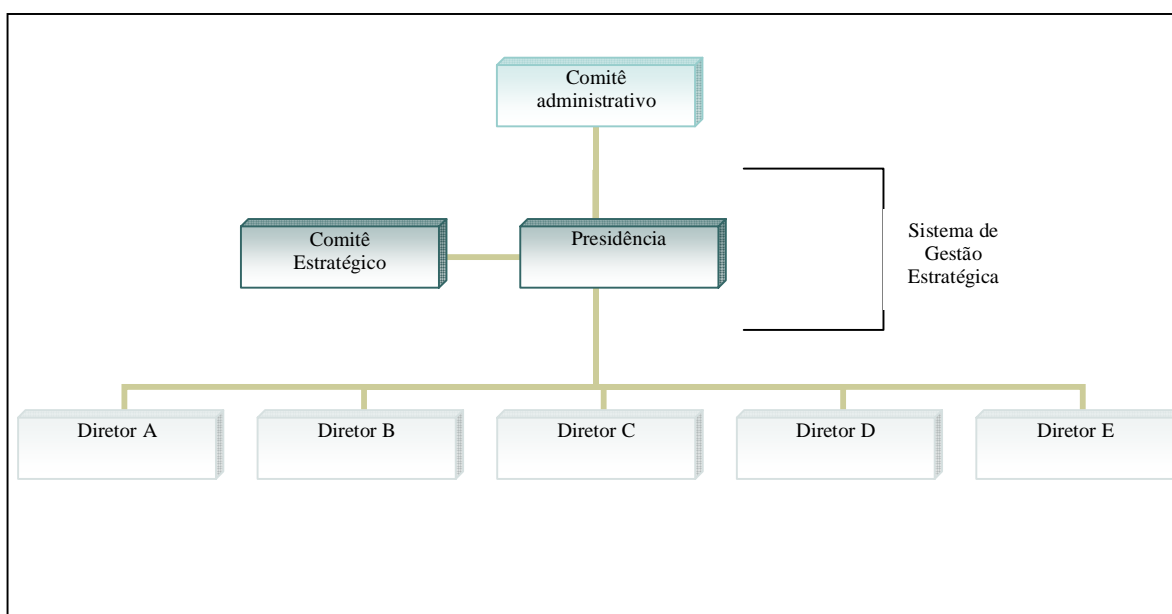 Comitê
administrativo
Comitê
Estratégico
Presidência
Sistema de
Gestão
Estratégica
Diretor A
Diretor B
Diretor C
Diretor D
Diretor E